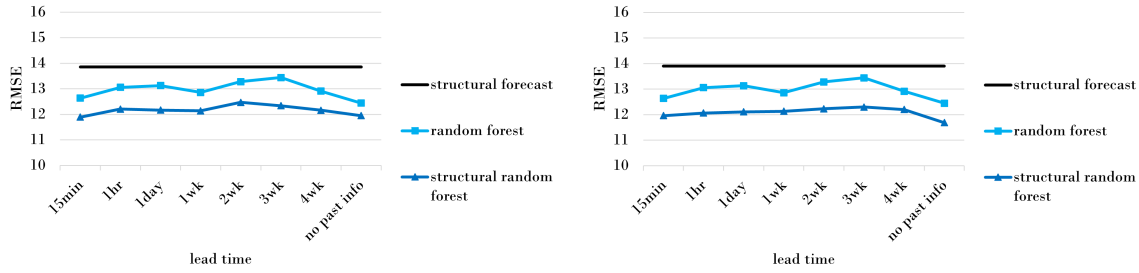 16
15
14
13
12
11
10
RMSE
15min
1hr
1day
1wk
2wk
3wk
4wk
no past info
lead time
structural forecast
random forest
structural random
forest
16
15
14
13
12
11
10
RMSE
15min
1hr
1day
1wk
2wk
3wk
4wk
no past info
lead time
structural forecast
random forest
structural random
forest